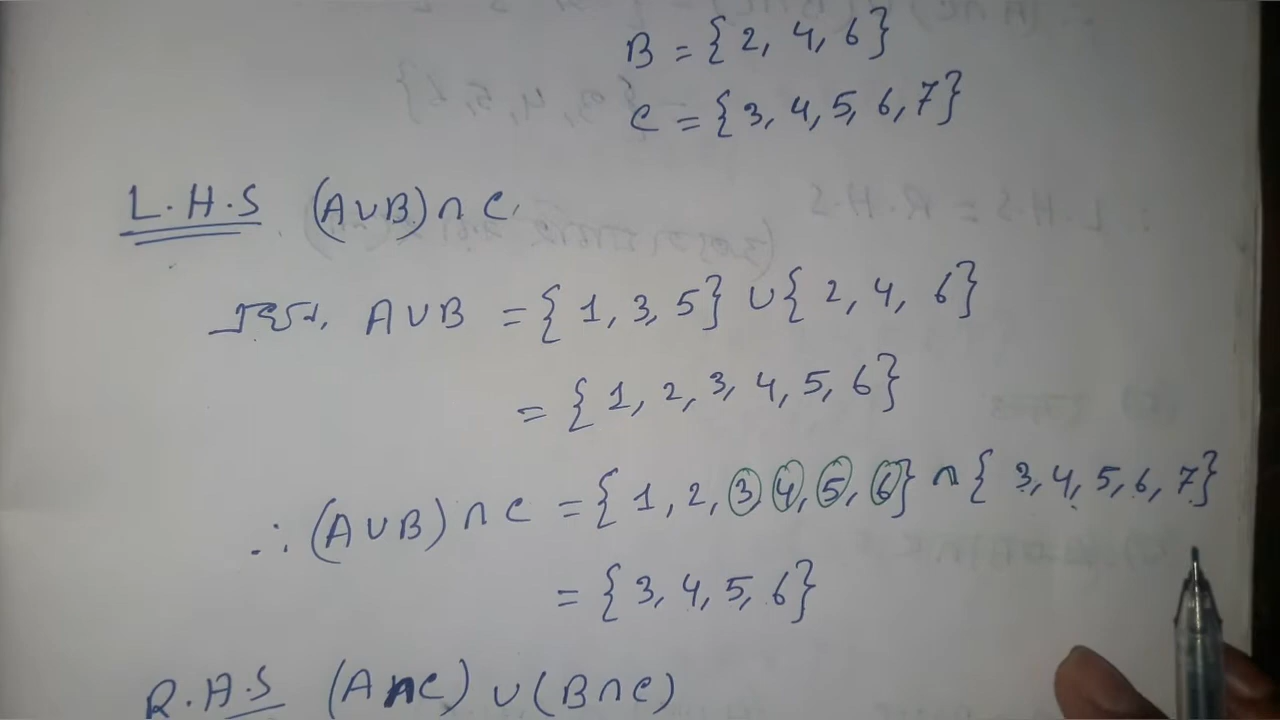 B = {2, 4, 6}
C = {3, 4, 5, 6, 7}
L.H.S (A∪B)∩C
এখন, A∪B = {1, 3, 5} ∪ {2, 4, 6}
= {1, 2, 3, 4, 5, 6}
∴ (A∪B)∩C = {1, 2, 3, 4, 5, 6} ∩ {3, 4, 5, 6, 7}
= {3, 4, 5, 6}
R.H.S (A∩C) ∪ (B∩C)